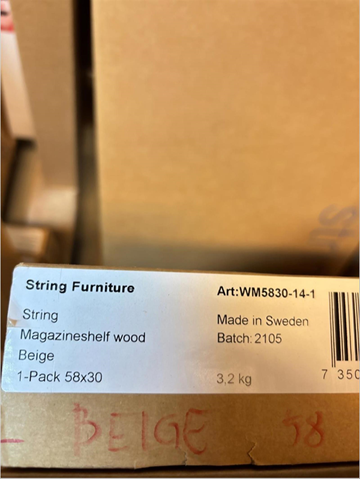 String Furniture
Art:WM5830-14-1
String
Made in Sweden
Magazineshelf wood
Batch: 2105
Beige
1-Pack 58x30
3,2 kg
7 350
BEIGE 58